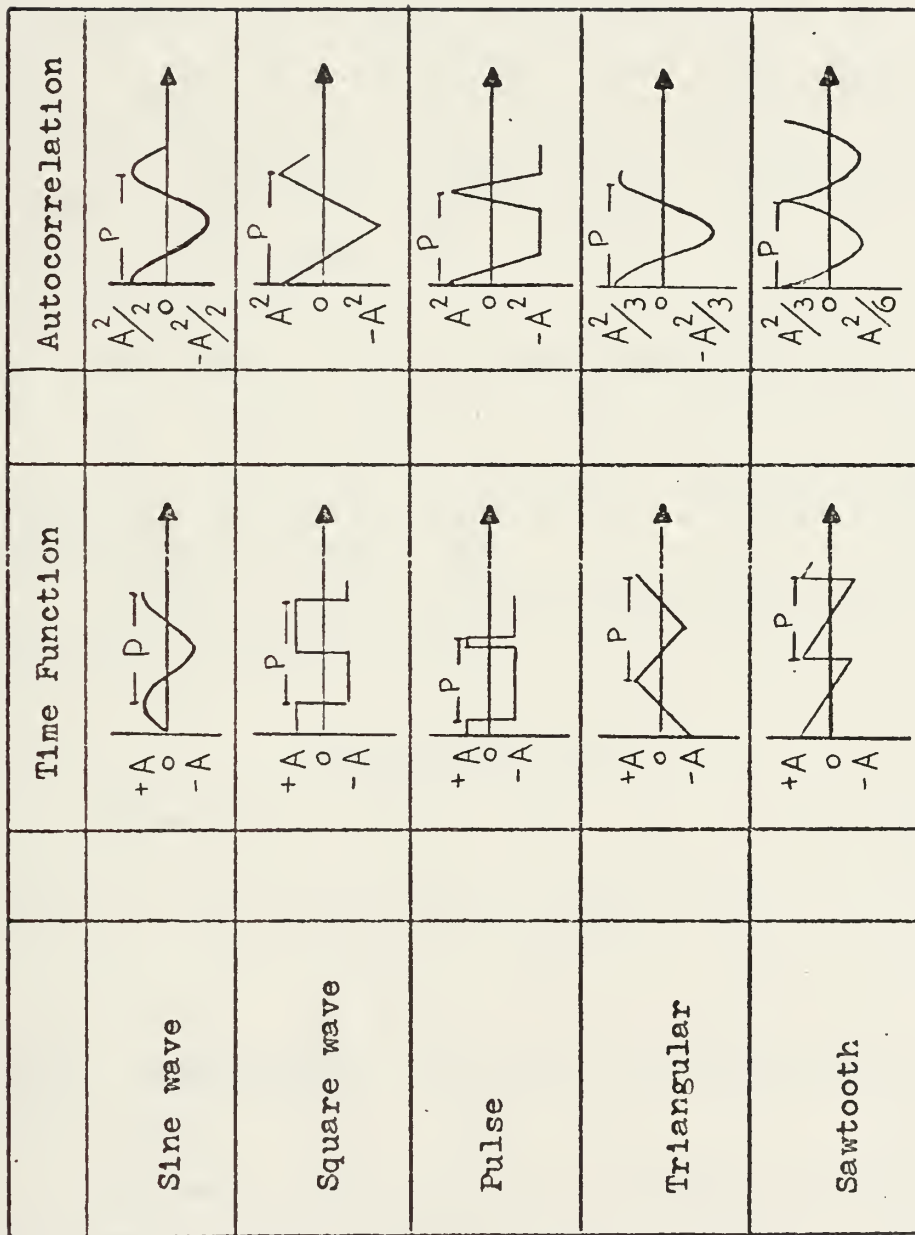 Time Function Autocorrelation
Sine wave
+A
0
-A
P
A²/2
0
-A²/2
P
Square wave
+A
0
-A
P
A²
0
-A²
P
Pulse
+A
0
-A
P
A²
0
-A²
P
Triangular
+A
0
-A
P
A²/3
0
-A²/3
P
Sawtooth
+A
0
-A
P
A²/3
0
A²/6
P